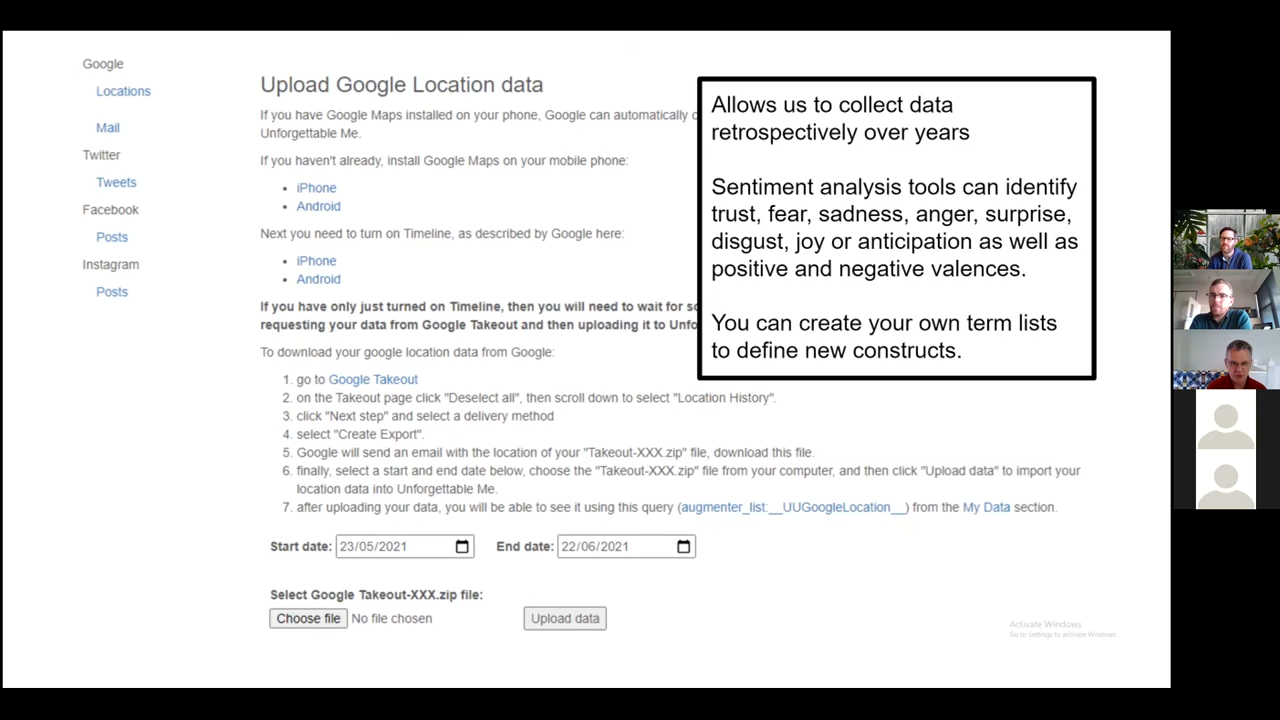 Google
Locations
Mail
Twitter
Tweets
Facebook
Posts
Instagram
Posts
Upload Google Location data
If you have Google Maps installed on your phone, Google can automatically
Unforgettable Me.
If you haven't already, install Google Maps on your mobile phone:
• iPhone
• Android
Next you need to turn on Timeline, as described by Google here:
• iPhone
• Android
If you have only just turned on Timeline, then you will need to wait for
requesting your data from Google Takeout and then uploading it to
To download your google location data from Google:
1. go to Google Takeout
2. on the Takeout page click "Deselect all", then scroll down to select "Location History".
3. click "Next step" and select a delivery method
4. select "Create Export".
5. Google will send an email with the location of your "Takeout-XXX.zip" file, download this file.
6. finally, select a start and end date below, choose the "Takeout-XXX.zip" file from your computer, and then click "Upload data" to import your
location data into Unforgettable Me.
7. after uploading your data, you will be able to see it using this query (augmenter_list:__UUGoogleLocation__) from the My Data section.
Start date: 23/05/2021 End date: 22/06/2021
Select Google Takeout-XXX.zip file:
Choose file No file chosen Upload data
Allows us to collect data
retrospectively over years
Sentiment analysis tools can identify
trust, fear, sadness, anger, surprise,
disgust, joy or anticipation as well as
positive and negative valences.
You can create your own term lists
to define new constructs.
Activate Windows
Go to Settings to activate Windows.